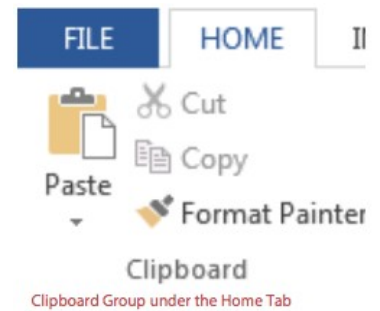 FILE HOME
Cut
Copy
Paste
Format Painter
Clipboard
Clipboard Group under the Home Tab